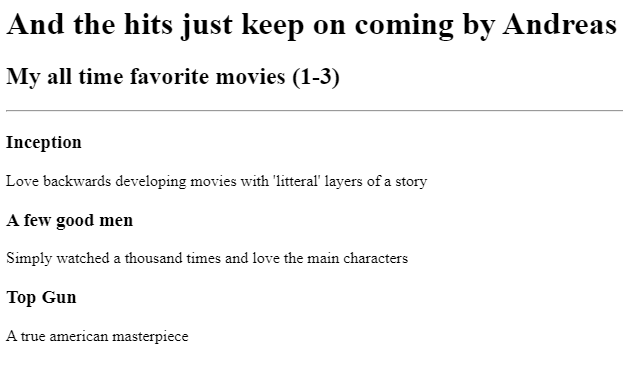 And the hits just keep on coming by Andreas
My all time favorite movies (1-3)
Inception
Love backwards developing movies with 'litteral' layers of a story
A few good men
Simply watched a thousand times and love the main characters
Top Gun
A true american masterpiece